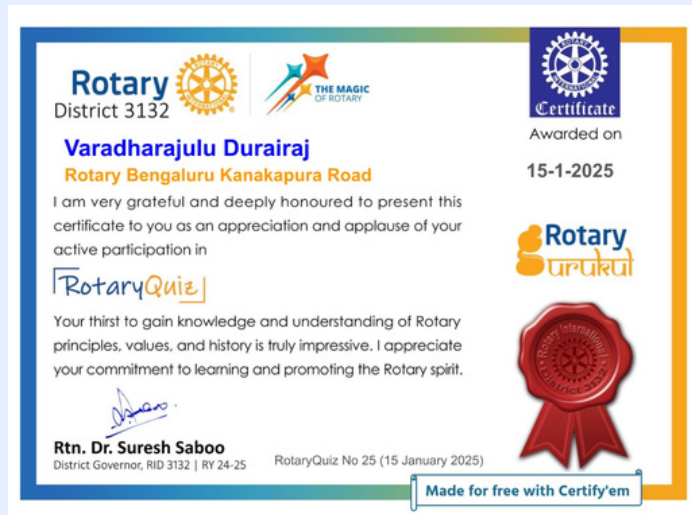 Rotary
District 3132
THE MAGIC
OF ROTARY
Certificate
Awarded on
15-1-2025
Varadharajulu Durairaj
Rotary Bengaluru Kanakapura Road
I am very grateful and deeply honoured to present this
certificate to you as an appreciation and applause of your
active participation in
RotaryQuiz
Your thirst to gain knowledge and understanding of Rotary
principles, values, and history is truly impressive. I appreciate
your commitment to learning and promoting the Rotary spirit.
Rotary
Gurukul
Rotary International
District 3132
Rtn. Dr. Suresh Saboo
District Governor, RID 3132 | RY 24-25
RotaryQuiz No 25 (15 January 2025)
Made for free with Certify'em